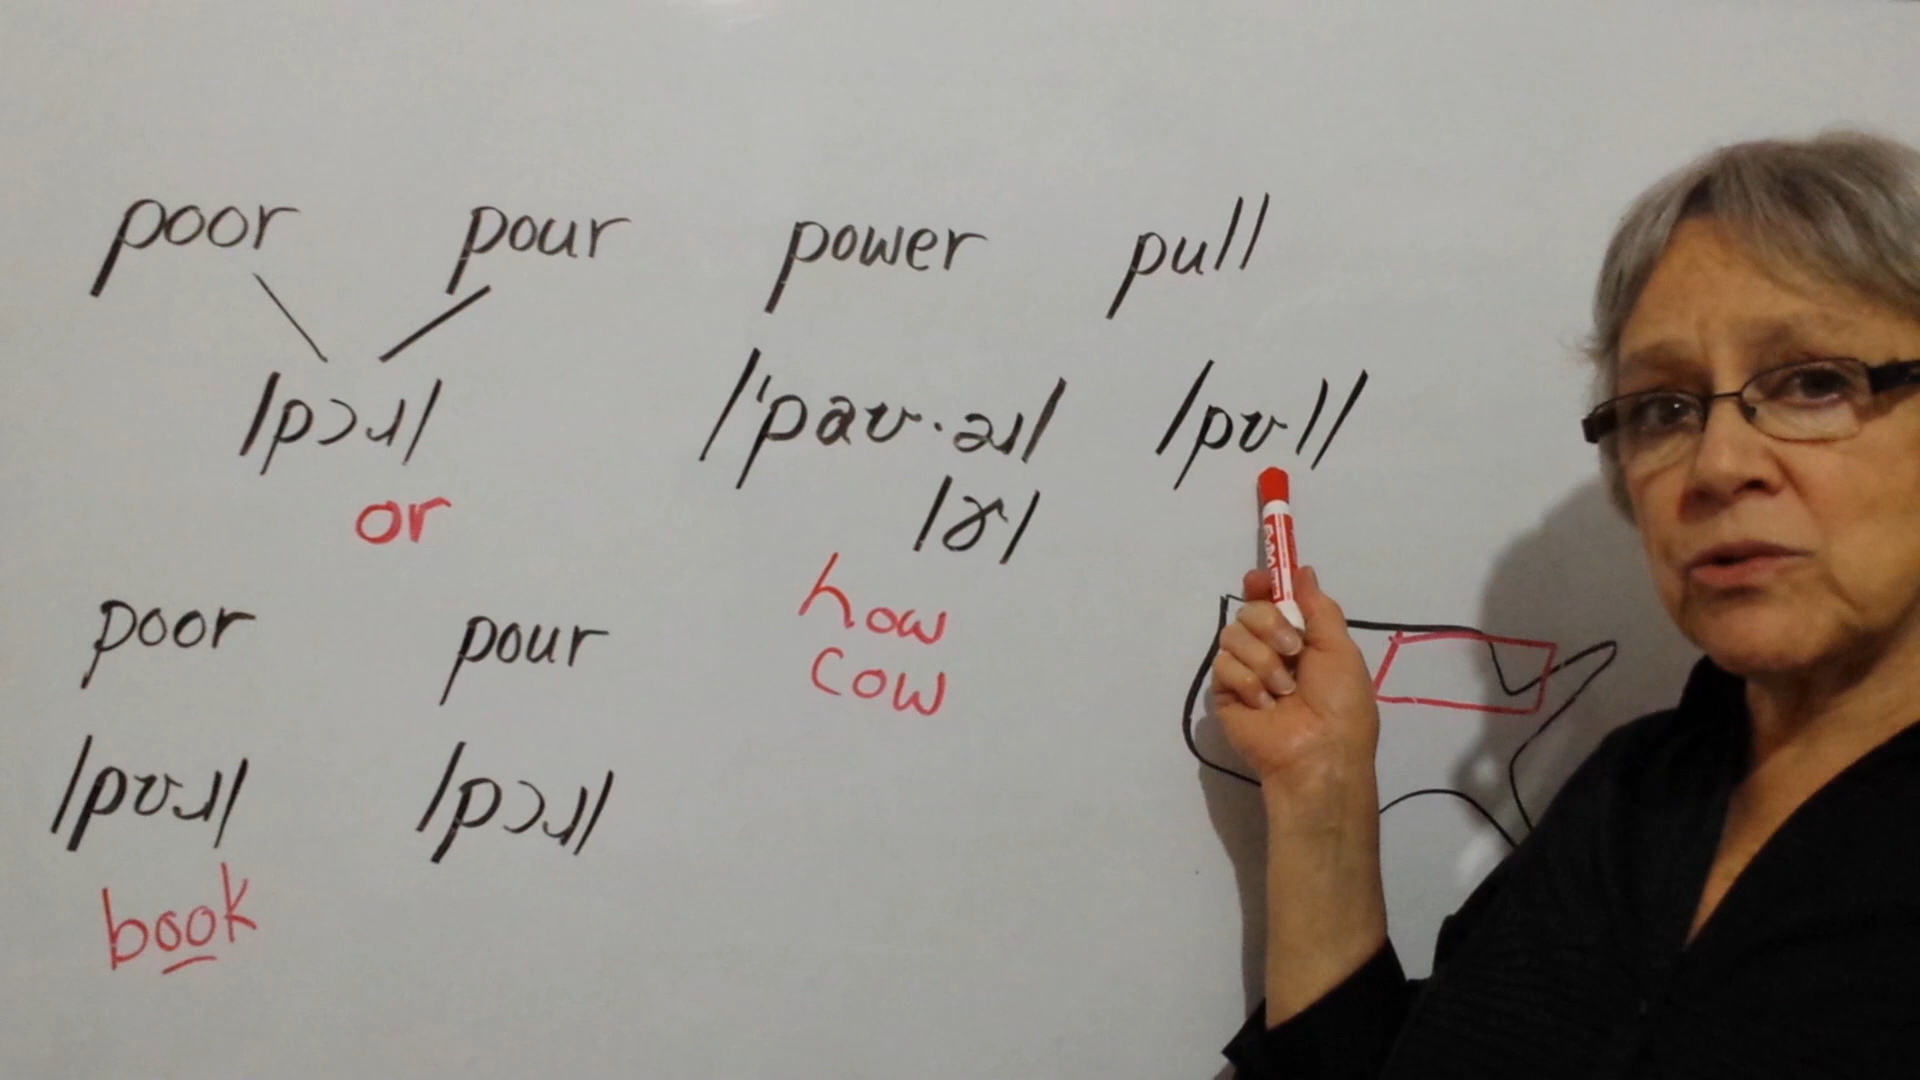 poor pour power pull
/pɔɹ/ /ˈpaʊ·əɹ/ /pʊl/
or /ɚ/
how
poor pour cow
/pʊɹ/ /pɔɹ/
book